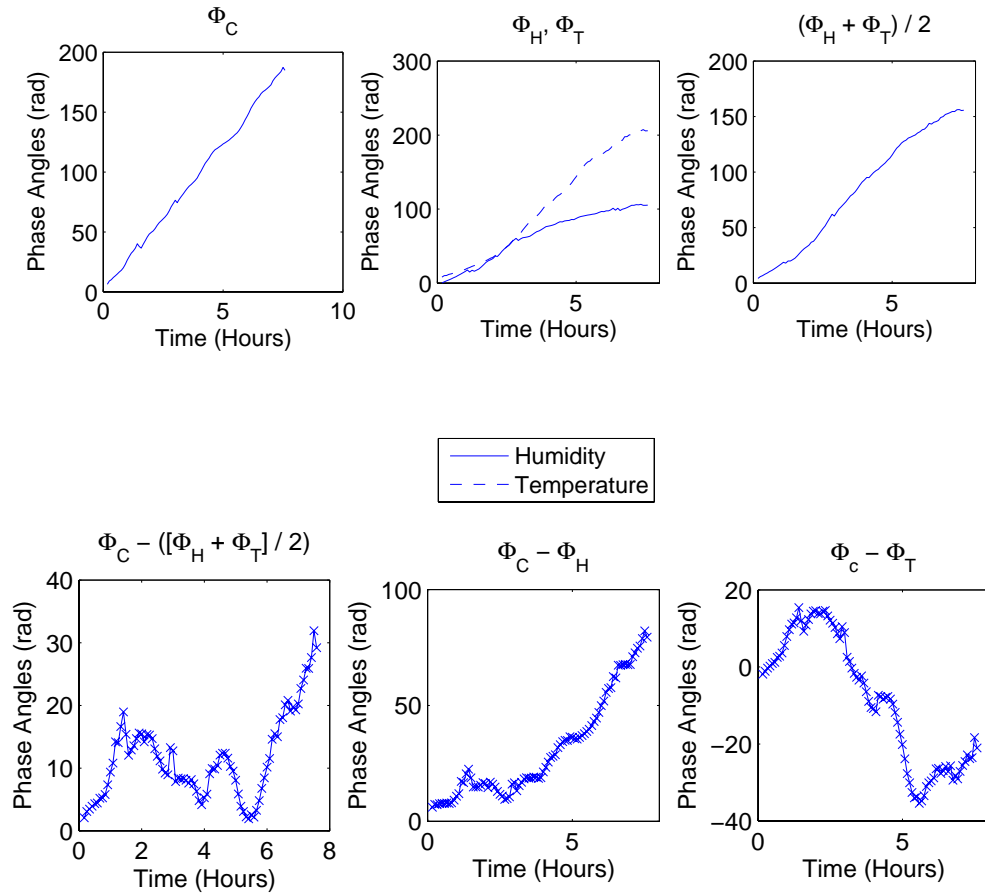 Φ_C
Phase Angles (rad)
200
150
100
50
0
0 5 10
Time (Hours)
Φ_H, Φ_T
Phase Angles (rad)
300
200
100
0
0 5
Time (Hours)
(Φ_H + Φ_T) / 2
Phase Angles (rad)
200
150
100
50
0
0 5
Time (Hours)
Humidity
Temperature
Φ_C − ([Φ_H + Φ_T] / 2)
Phase Angles (rad)
40
30
20
10
0
0 2 4 6 8
Time (Hours)
Φ_C − Φ_H
Phase Angles (rad)
100
50
0
0 5
Time (Hours)
Φ_c − Φ_T
Phase Angles (rad)
20
0
−20
−40
0 5
Time (Hours)